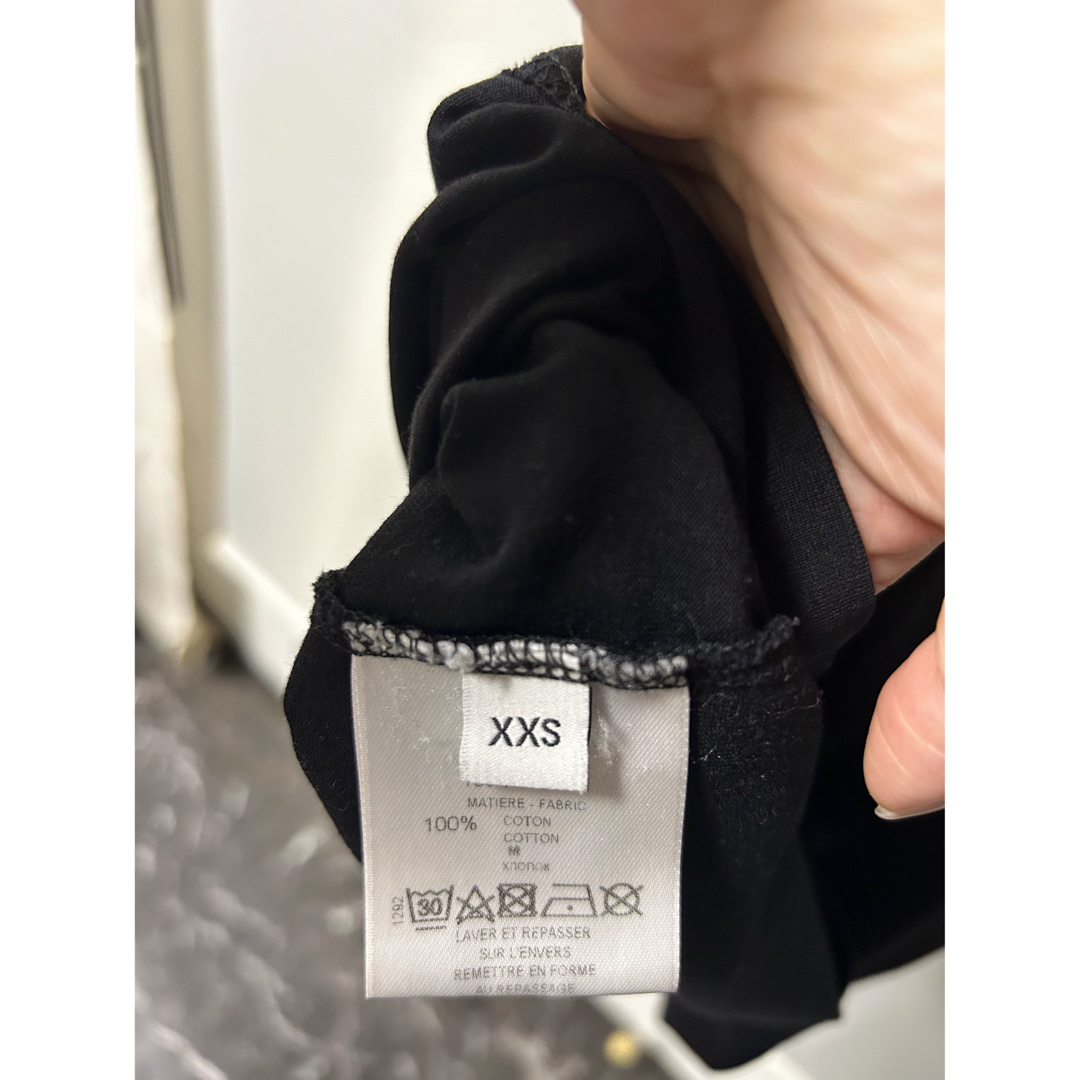 XXS
MATIERE - FABRIC
100% COTON
COTTON
棉
хлопок
1292
30
LAVER ET REPASSER
SUR L'ENVERS
REMETTRE EN FORME
AU REPASSAGE